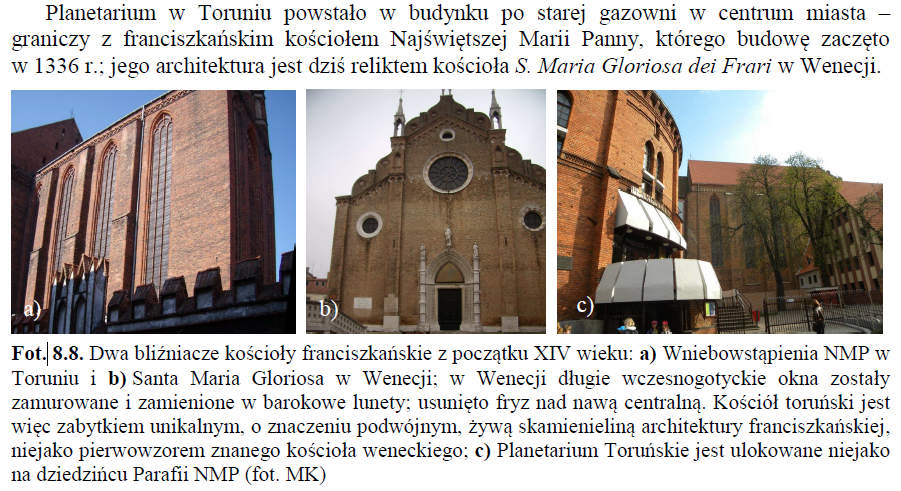 Planetarium w Toruniu powstało w budynku po starej gazowni w centrum miasta –
graniczy z franciszkańskim kościołem Najświętszej Marii Panny, którego budowę zaczęto
w 1336 r.; jego architektura jest dziś reliktem kościoła S. Maria Gloriosa dei Frari w Wenecji.
a)
b)
c)
Fot. 8.8. Dwa bliźniacze kościoły franciszkańskie z początku XIV wieku: a) Wniebowstąpienia NMP w
Toruniu i b) Santa Maria Gloriosa w Wenecji; w Wenecji długie wczesnogotyckie okna zostały
zamurowane i zamienione w barokowe lunety; usunięto fryz nad nawą centralną. Kościół toruński jest
więc zabytkiem unikalnym, o znaczeniu podwójnym, żywą skamienieliną architektury franciszkańskiej,
niejako pierwowzorem znanego kościoła weneckiego; c) Planetarium Toruńskie jest ulokowane niejako
na dziedzińcu Parafii NMP (fot. MK)